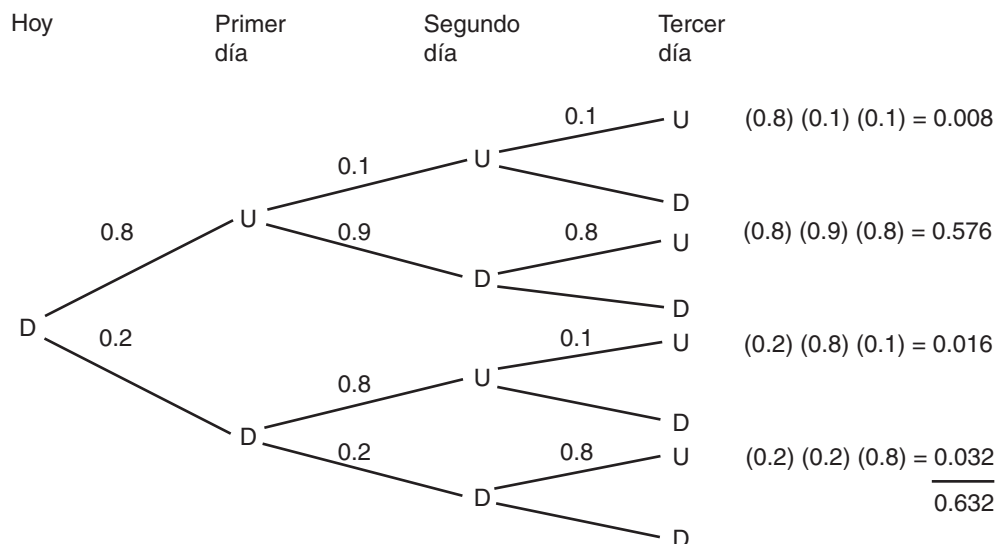 Hoy Primer Segundo Tercer
día día día
0.1 U (0.8) (0.1) (0.1) = 0.008
0.1 U
D
0.8 U 0.9 0.8 U (0.8) (0.9) (0.8) = 0.576
D
D
D
0.2 0.1 U (0.2) (0.8) (0.1) = 0.016
0.8 U
D
D 0.2 0.8 U (0.2) (0.2) (0.8) = 0.032
D 0.632
D